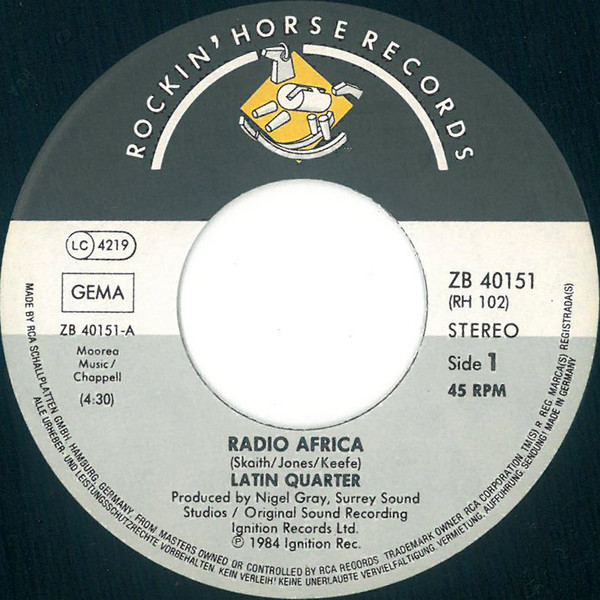 ROCKIN' HORSE RECORDS
LC 4219
GEMA
ZB 40151-A
Moorea
Music/
Chappell
(4:30)
ZB 40151
(RH 102)
STEREO
Side 1
45 RPM
RADIO AFRICA
(Skaith/Jones/Keefe)
LATIN QUARTER
Produced by Nigel Gray, Surrey Sound
Studios / Original Sound Recording
Ignition Records Ltd.
℗ 1984 Ignition Rec.
MADE BY RCA SCHALLPLATTEN GMBH, HAMBURG, GERMANY, FROM MASTERS OWNED OR CONTROLLED BY RCA RECORDS. TRADEMARK OWNER RCA CORPORATION. TM(S) R REG. MARCA(S) REGISTRADA(S)
ALLE URHEBER- UND LEISTUNGSSCHUTZRECHTE VORBEHALTEN. KEIN VERLEIH! KEINE UNERLAUBTE VERVIELFÄLTIGUNG, VERMIETUNG, AUFFÜHRUNG, SENDUNG! MADE IN GERMANY